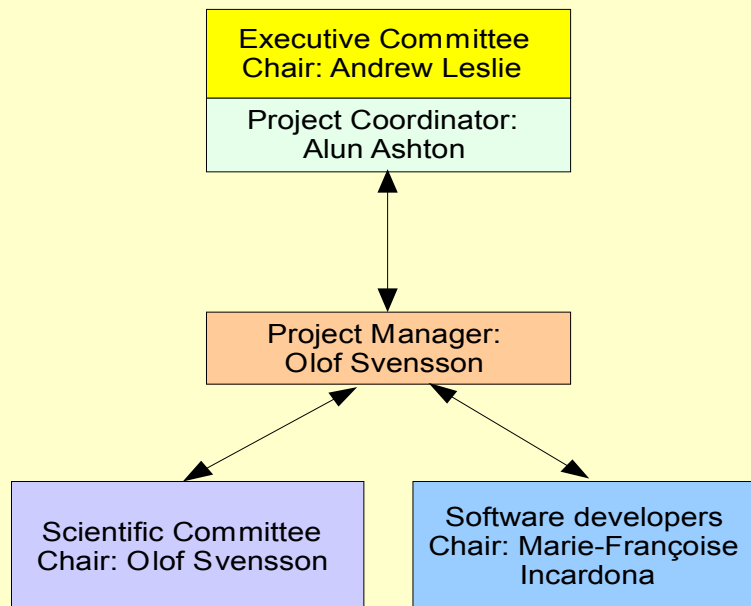 Executive Committee
Chair: Andrew Leslie
Project Coordinator:
Alun Ashton
Project Manager:
Olof Svensson
Scientific Committee
Chair: Olof Svensson
Software developers
Chair: Marie-Françoise
Incardona